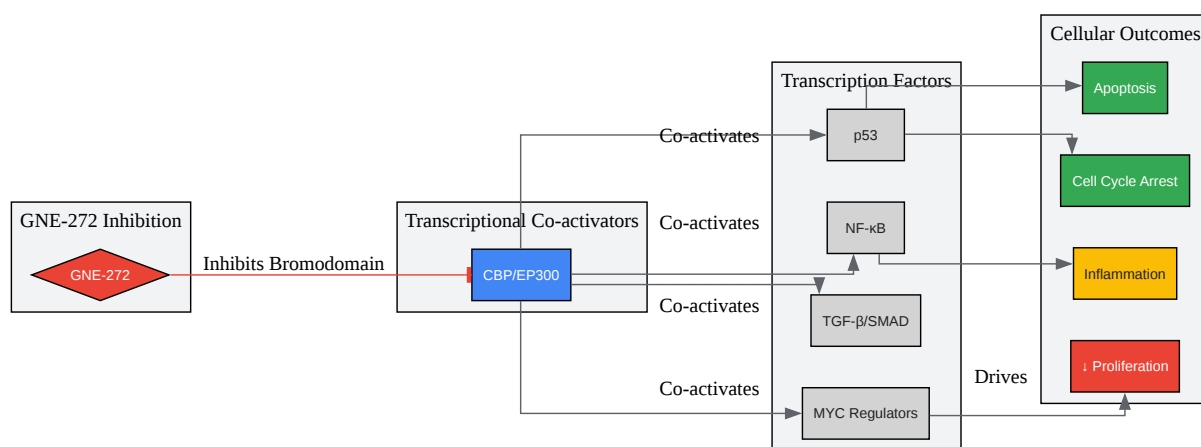 GNE-272 Inhibition
GNE-272
Inhibits Bromodomain
Transcriptional Co-activators
CBP/EP300
Co-activates
Co-activates
Co-activates
Co-activates
Transcription Factors
p53
NF-κB
TGF-β/SMAD
MYC Regulators
Drives
Cellular Outcomes
Apoptosis
Cell Cycle Arrest
Inflammation
↓ Proliferation